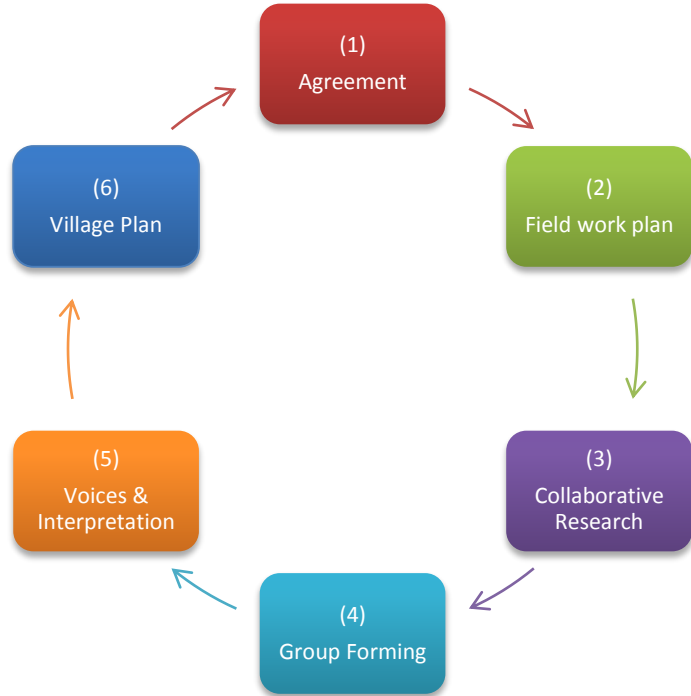 (1)
Agreement
(2)
Field work plan
(3)
Collaborative
Research
(4)
Group Forming
(5)
Voices &
Interpretation
(6)
Village Plan